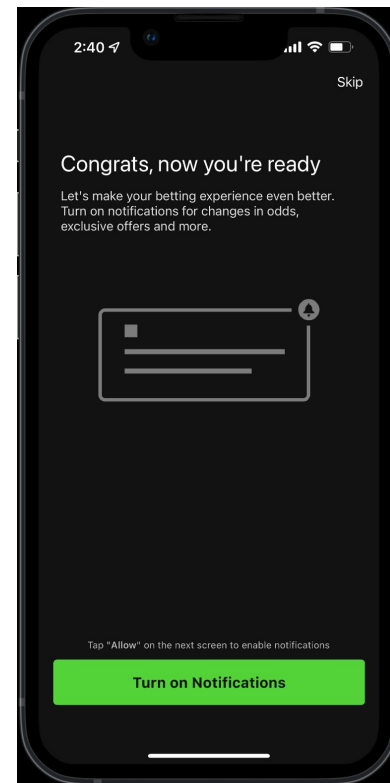 2:40
Skip
Congrats, now you're ready
Let's make your betting experience even better.
Turn on notifications for changes in odds,
exclusive offers and more.
Tap "Allow" on the next screen to enable notifications
Turn on Notifications